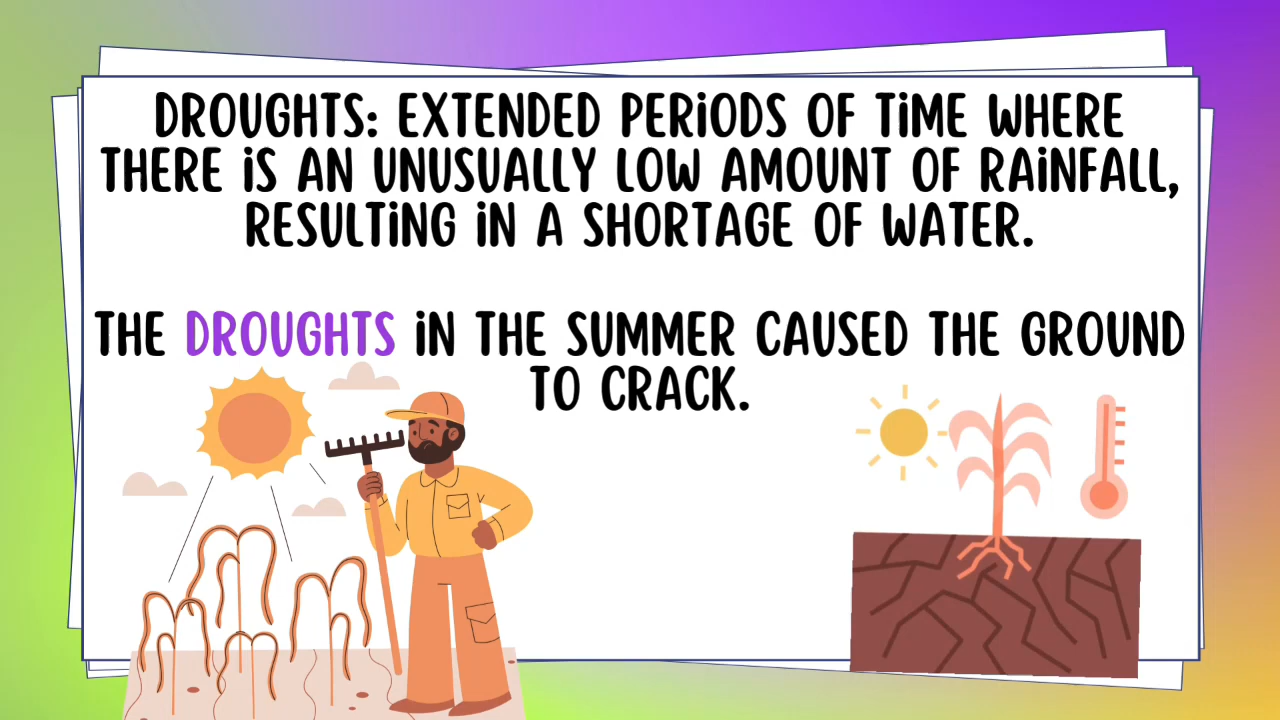 DROUGHTS: EXTENDED PERIODS OF TIME WHERE
THERE IS AN UNUSUALLY LOW AMOUNT OF RAINFALL,
RESULTING IN A SHORTAGE OF WATER.
THE DROUGHTS IN THE SUMMER CAUSED THE GROUND
TO CRACK.